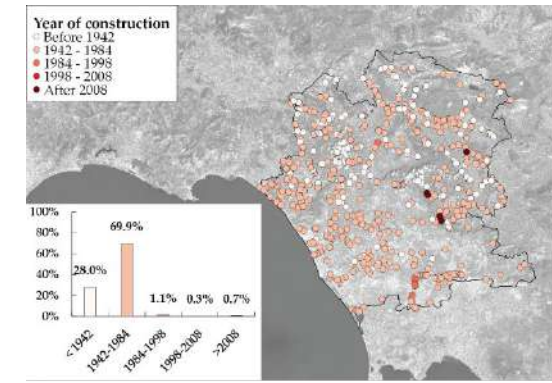 Year of construction
Before 1942
1942 - 1984
1984 - 1998
1998 - 2008
After 2008
100%
80%
60%
40%
20%
0%
28.0%
69.9%
1.1%
0.3%
0.7%
<1942
1942-1984
1984-1998
1998-2008
>2008